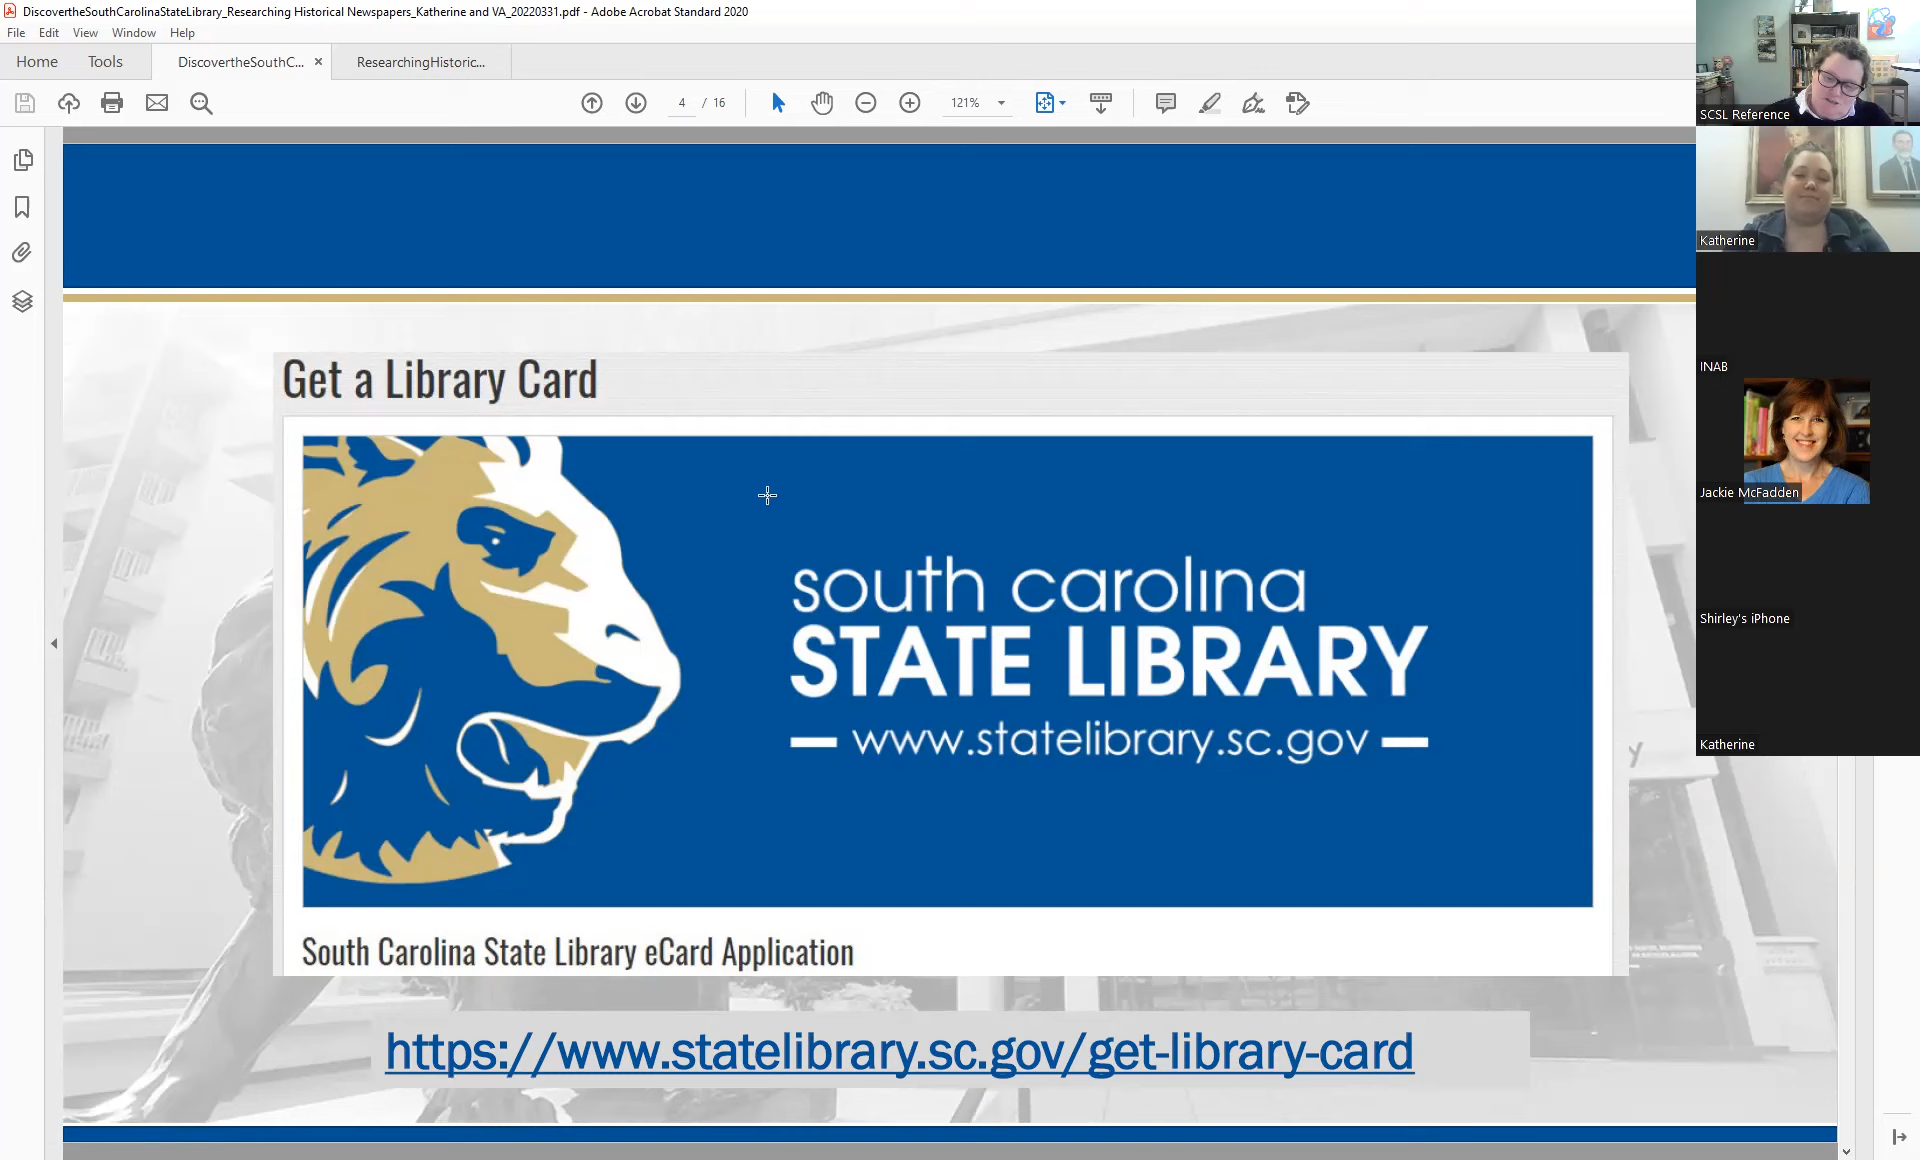 DiscovertheSouthCarolinaStateLibrary_Researching Historical Newspapers_Katherine and VA_20220331.pdf - Adobe Acrobat Standard 2020
File Edit View Window Help
Home Tools DiscovertheSouthC... × ResearchingHistoric...
4 / 16 121%
SCSL Reference
Katherine
INAB
Jackie McFadden
Shirley's iPhone
Katherine
Get a Library Card
south carolina
STATE LIBRARY
www.statelibrary.sc.gov
South Carolina State Library eCard Application
https://www.statelibrary.sc.gov/get-library-card